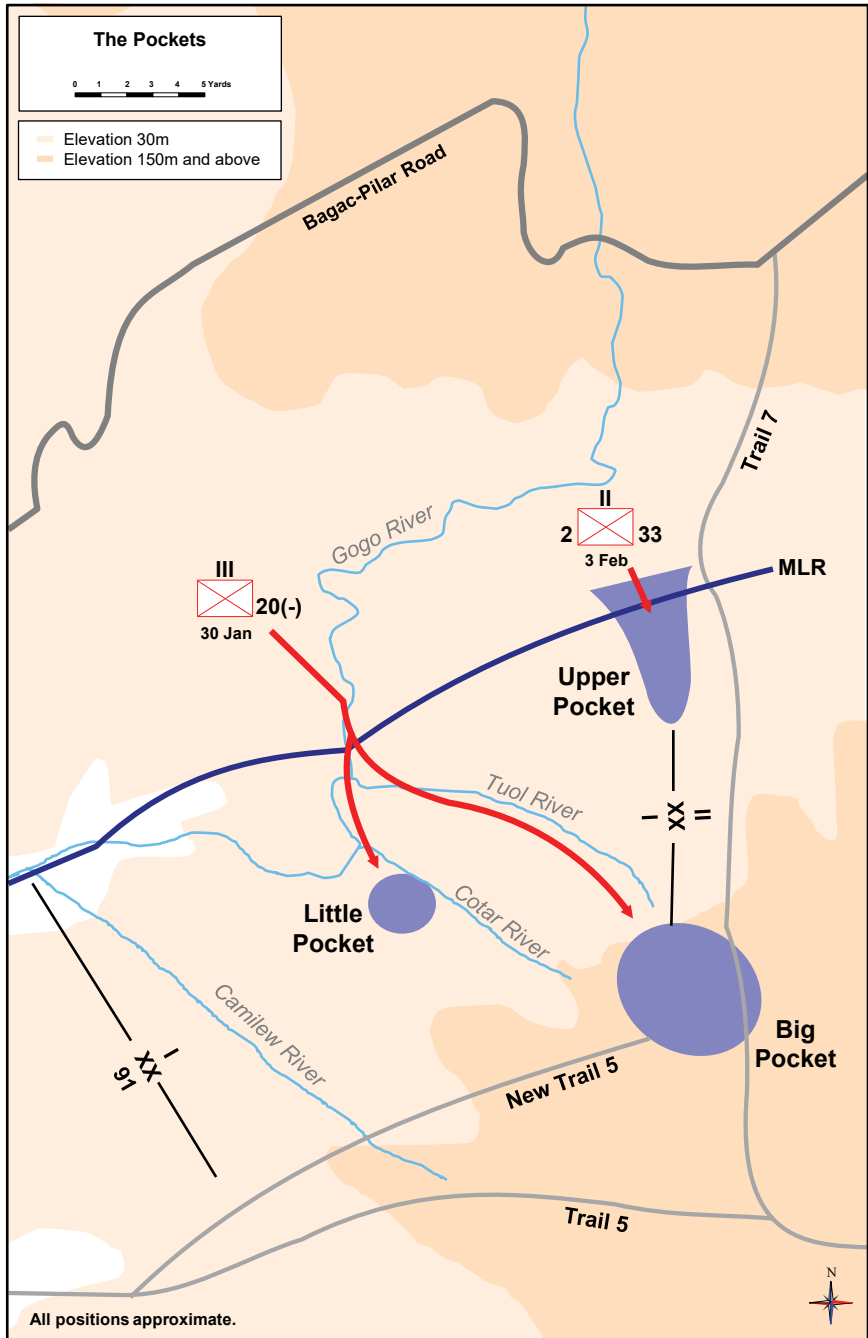 The Pockets
0 1 2 3 4 5 Yards
Elevation 30m
Elevation 150m and above
Bagac-Pilar Road
Trail 7
Gogo River
II
2 33
3 Feb
MLR
III
20(-)
30 Jan
Upper
Pocket
Tuol River
I
XX
II
Little
Pocket
Cotar River
Camilew River
I
XX
91
Big
Pocket
New Trail 5
Trail 5
N
All positions approximate.